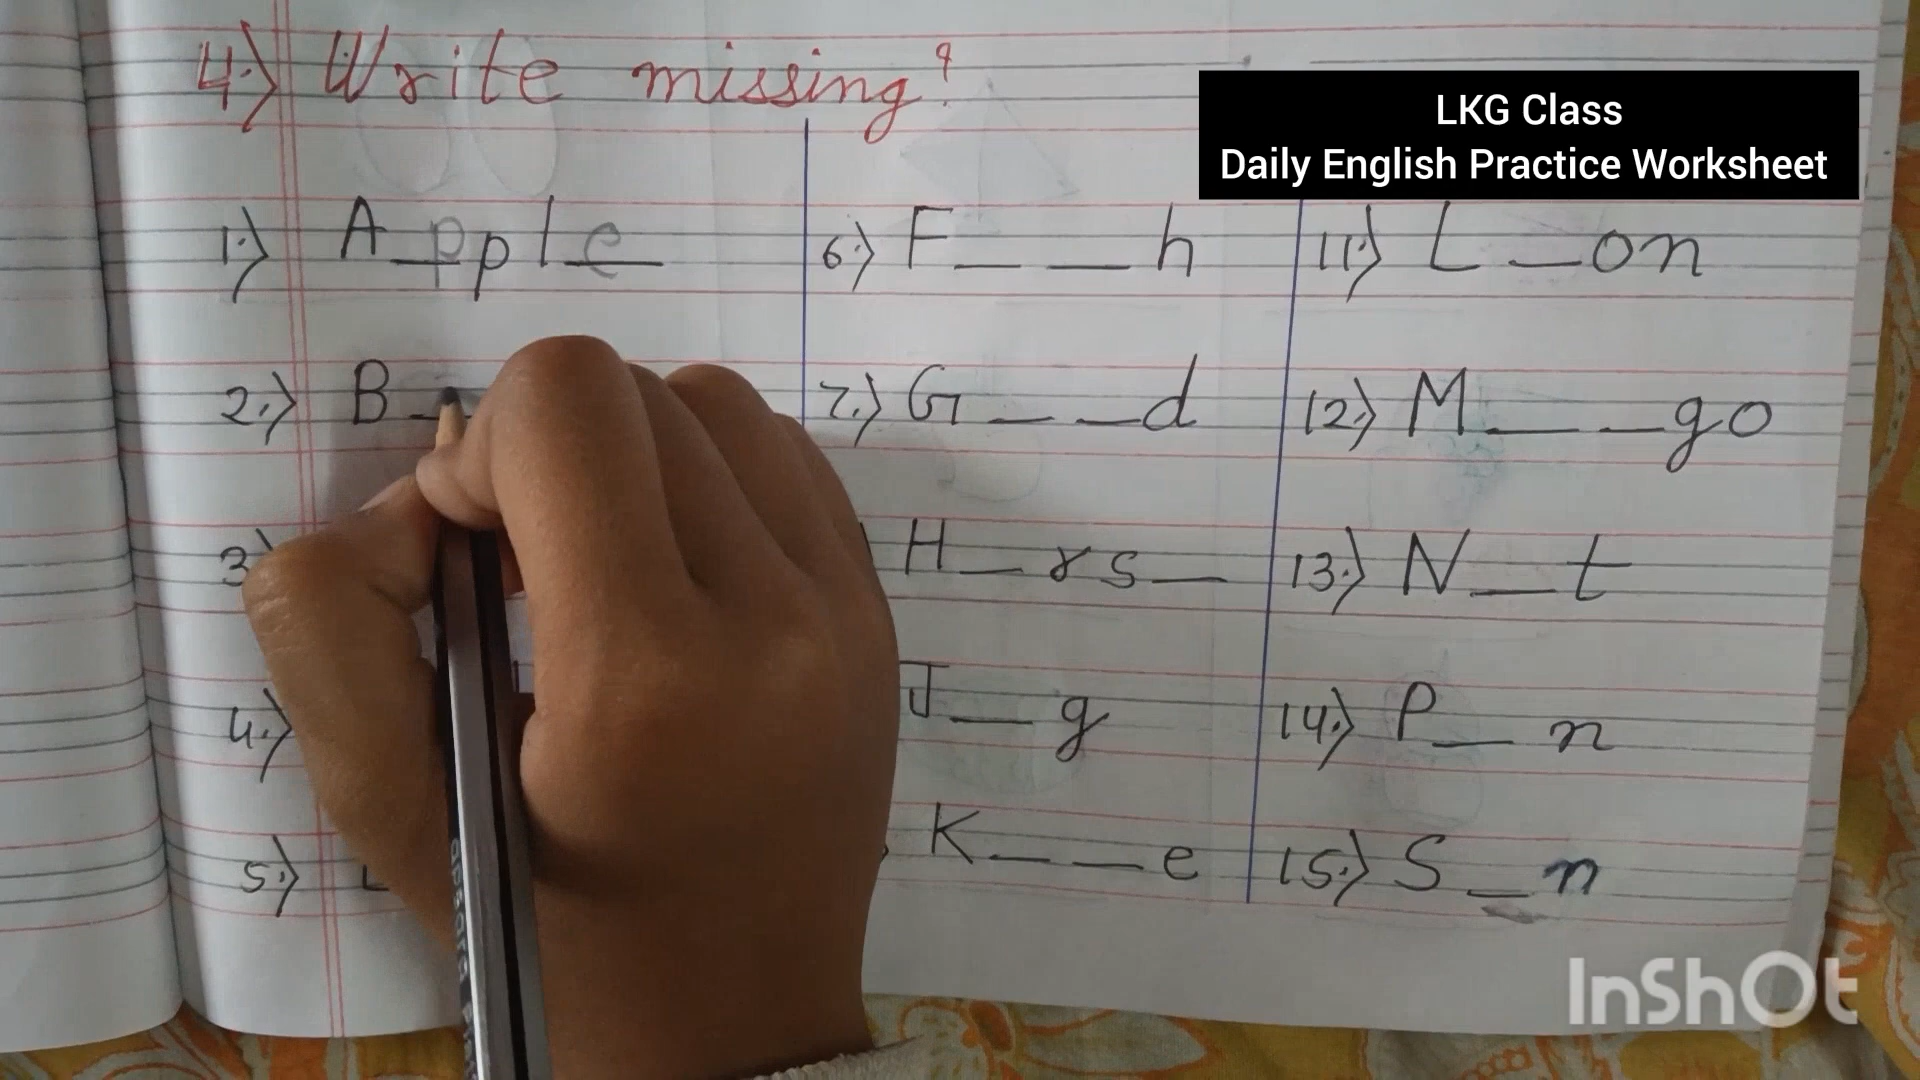 4.) Write missing?
LKG Class
Daily English Practice Worksheet
1.) A_ppl_e
2.) B_
3)
4.)
5.)
6.) F_ _h
7.) G_ _d
H_rs_
J_g
K_ _e
11.) L_on
12.) M_ _go
13.) N_t
14.) P_n
15.) S_n
InShOt